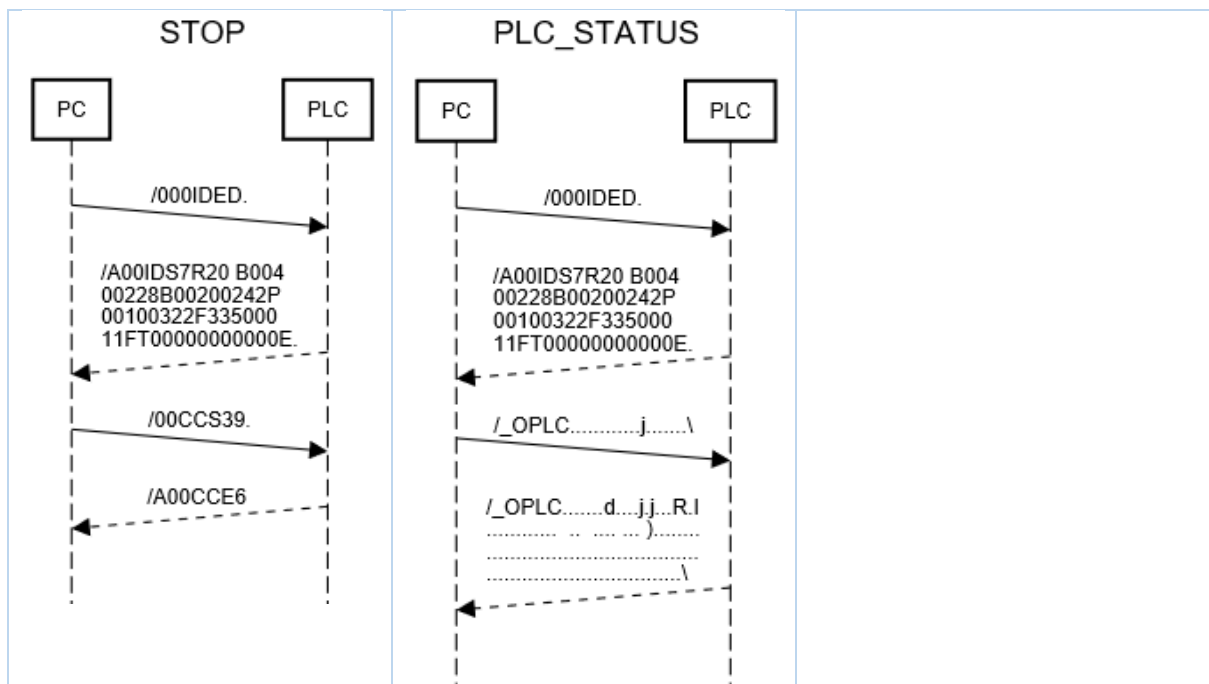 STOP
PC
PLC
/000IDED.
/A00IDS7R20 B004
00228B00200242P
00100322F335000
11FT00000000000E.
/00CCS39.
/A00CCE6
PLC_STATUS
PC
PLC
/000IDED.
/A00IDS7R20 B004
00228B00200242P
00100322F335000
11FT00000000000E.
/_OPLC............j.......\
/_OPLC.......d....j.j...R.I
............ .. .... ... )........
.....................................
..................................\